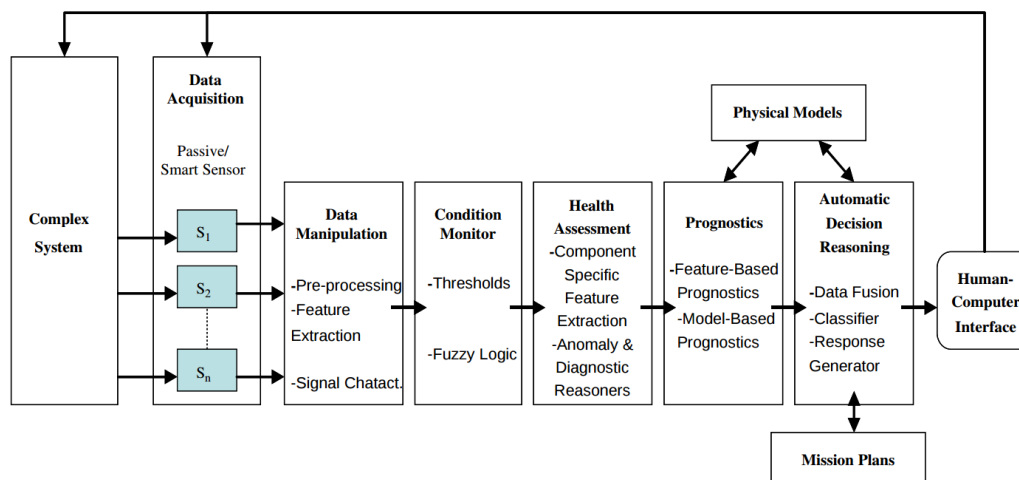 Complex
System
Data
Acquisition
Passive/
Smart Sensor
S1
S2
Sn
Data
Manipulation
-Pre-processing
-Feature
Extraction
-Signal Chatact.
Condition
Monitor
-Thresholds
-Fuzzy Logic
Health
Assessment
-Component
Specific
Feature
Extraction
-Anomaly &
Diagnostic
Reasoners
Physical Models
Prognostics
-Feature-Based
Prognostics
-Model-Based
Prognostics
Automatic
Decision
Reasoning
-Data Fusion
-Classifier
-Response
Generator
Mission Plans
Human-
Computer
Interface